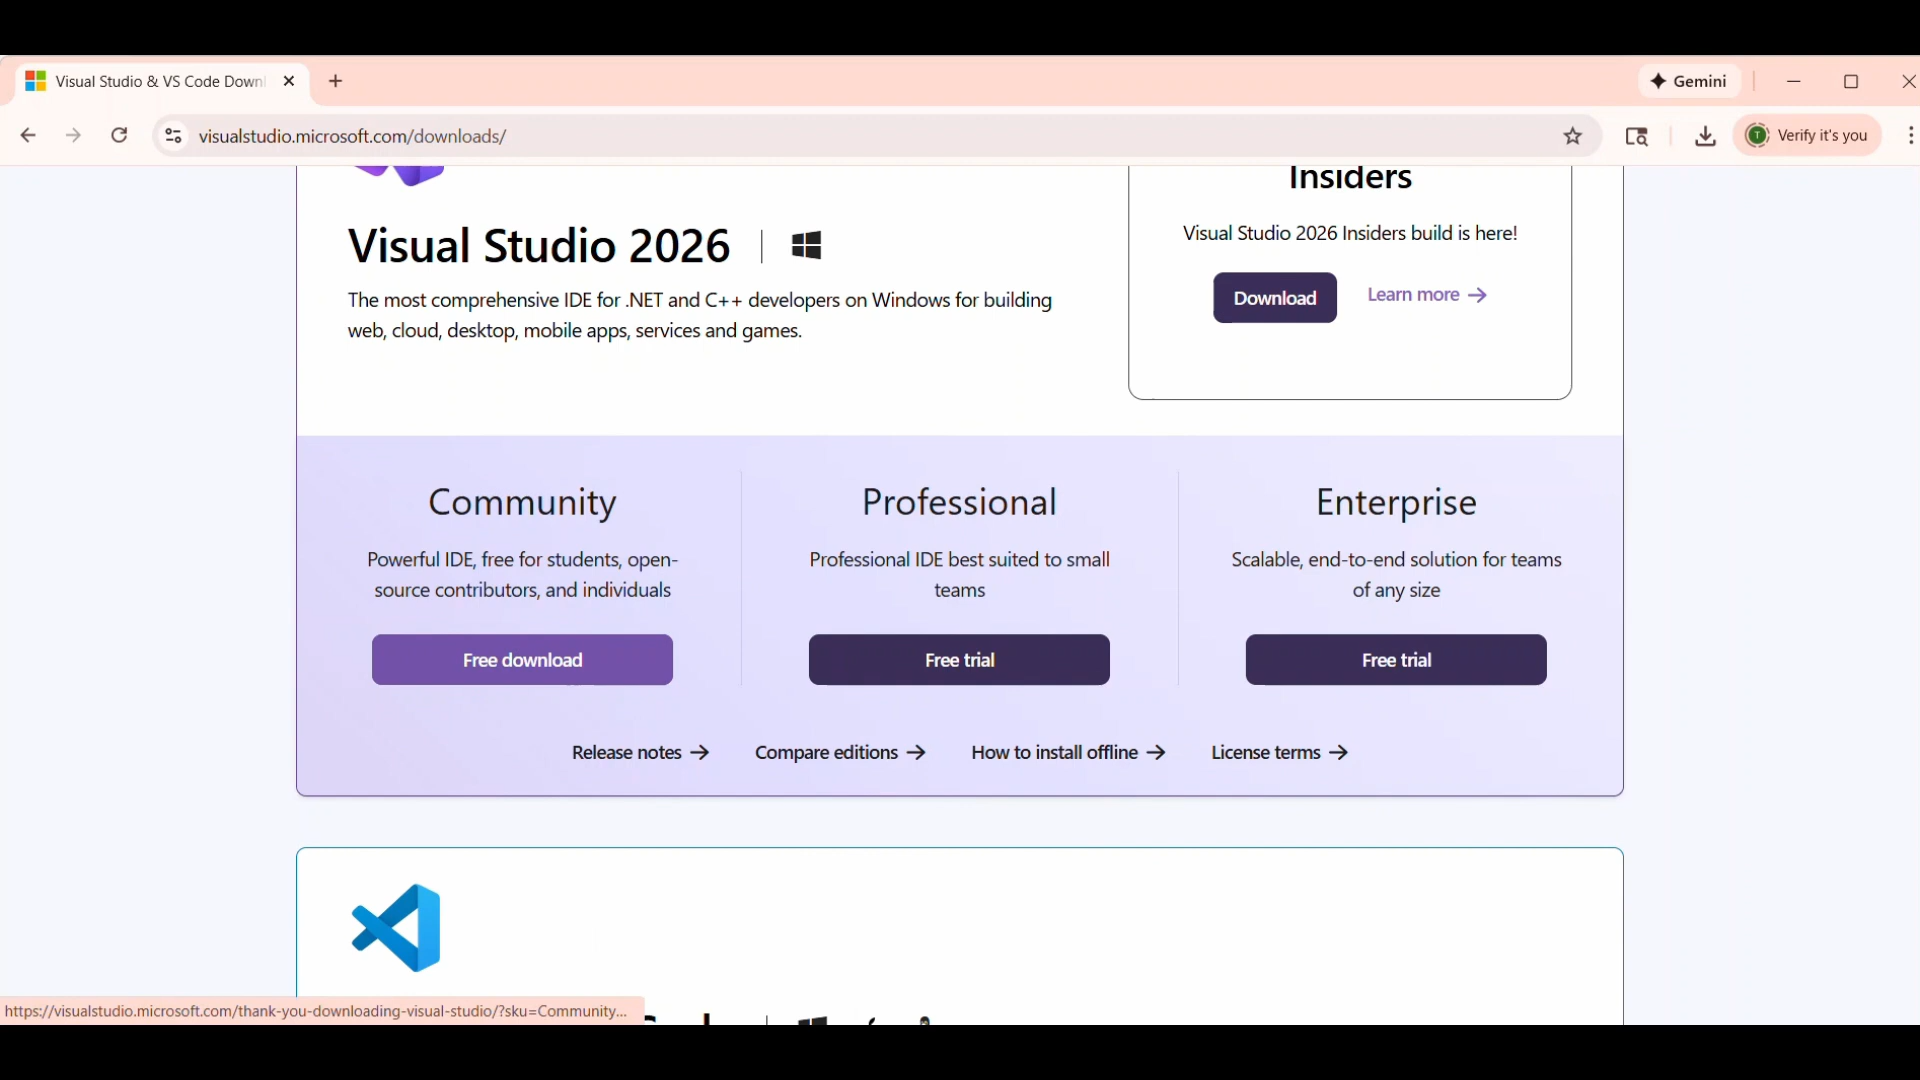 Visual Studio & VS Code Downl
Gemini
visualstudio.microsoft.com/downloads/
T
Verify it's you
Insiders
Visual Studio 2026
Visual Studio 2026 Insiders build is here!
The most comprehensive IDE for .NET and C++ developers on Windows for building
web, cloud, desktop, mobile apps, services and games.
Download
Learn more →
Community
Professional
Enterprise
Powerful IDE, free for students, open-
source contributors, and individuals
Professional IDE best suited to small
teams
Scalable, end-to-end solution for teams
of any size
Free download
Free trial
Free trial
Release notes →
Compare editions →
How to install offline →
License terms →
https://visualstudio.microsoft.com/thank-you-downloading-visual-studio/?sku=Community...